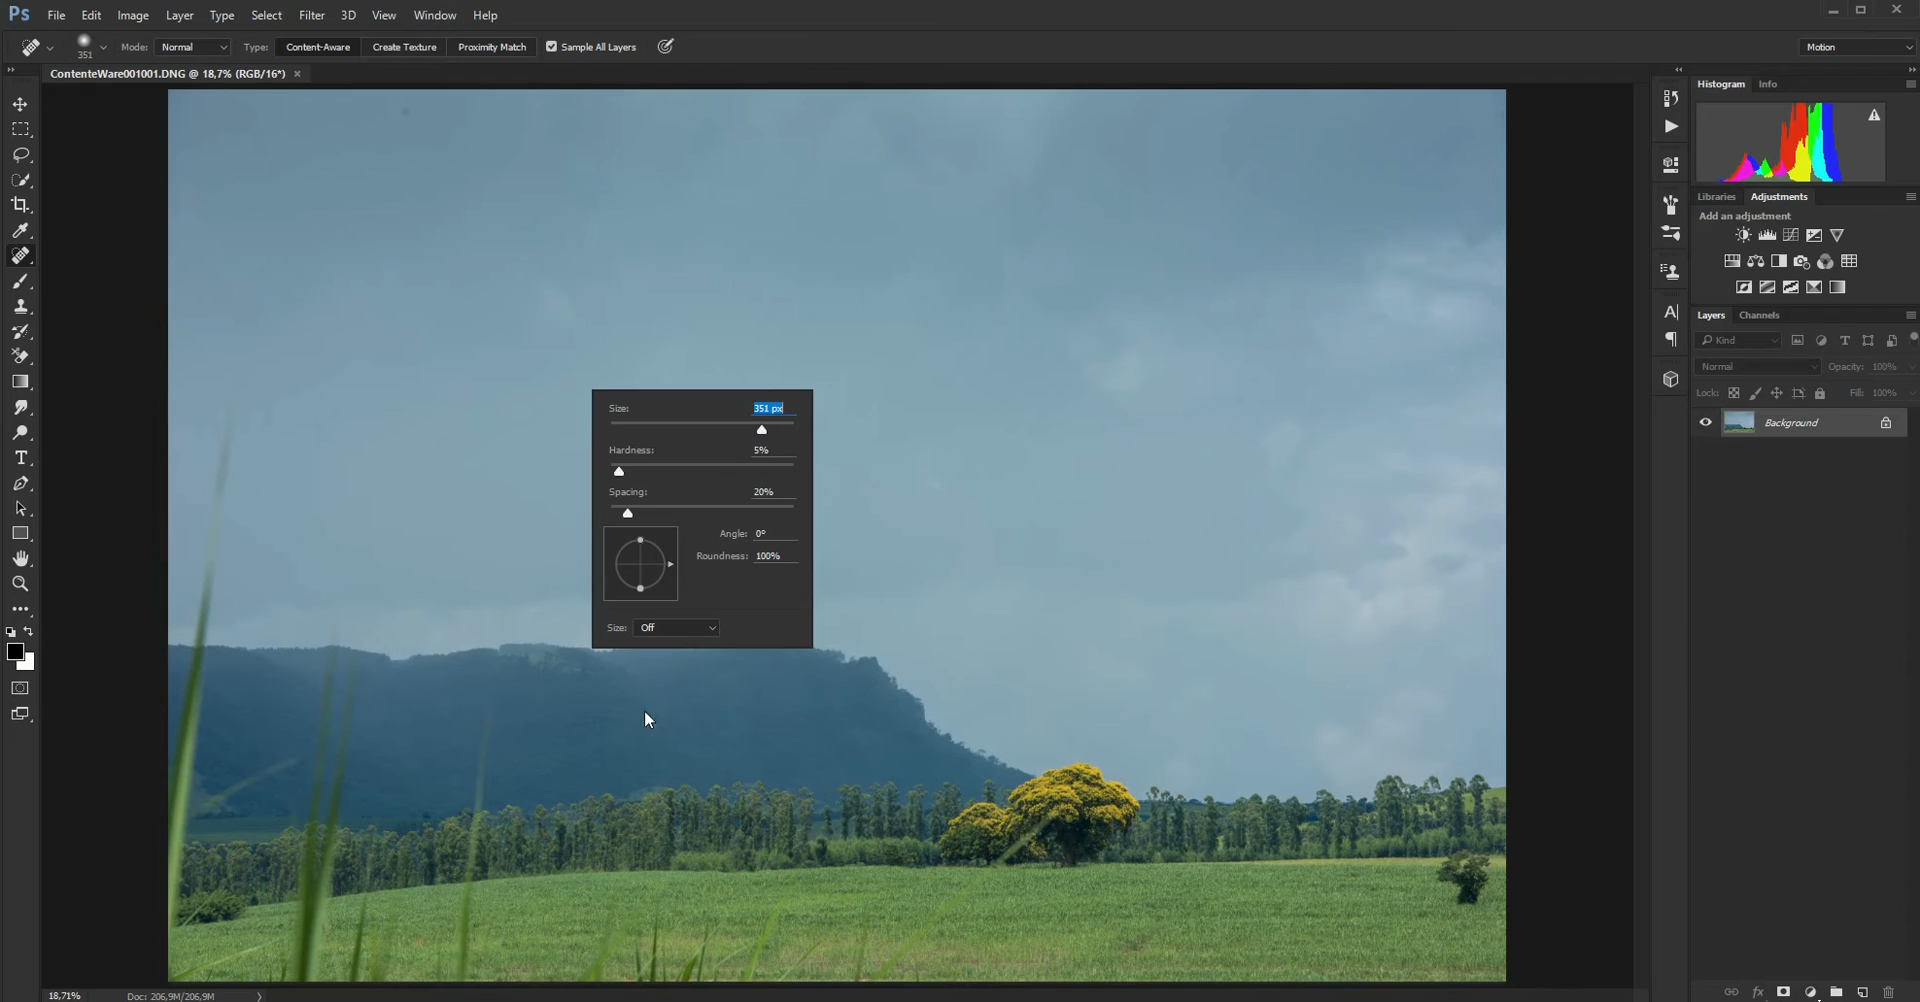 Ps File Edit Image Layer Type Select Filter 3D View Window Help
351 Mode: Normal Type: Content-Aware Create Texture Proximity Match Sample All Layers Motion
ContenteWare001001.DNG @ 18,7% (RGB/16*) ×
Histogram Info
Libraries Adjustments
Add an adjustment
Layers Channels
Kind
Normal Opacity: 100%
Lock: Fill: 100%
Background
Size: 351 px
Hardness: 5%
Spacing: 20%
Angle: 0°
Roundness: 100%
Size: Off
18,71% Doc: 206,9M/206,9M